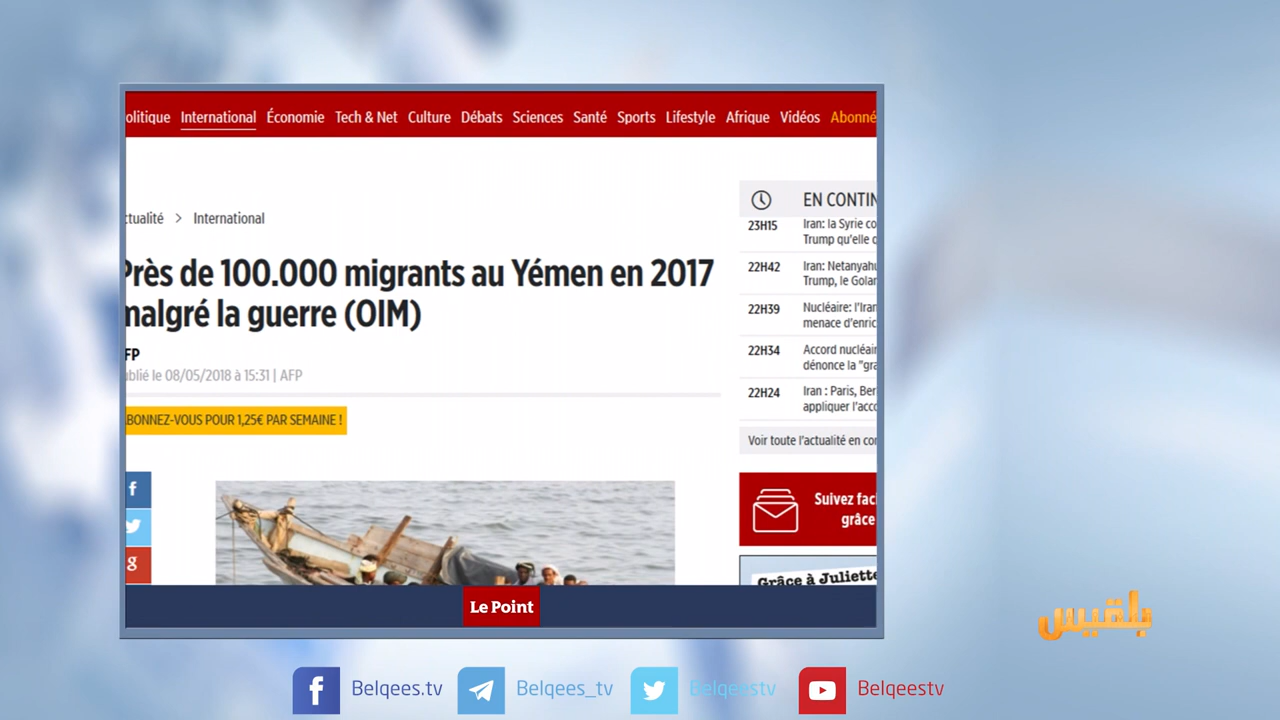 olitique International Économie Tech & Net Culture Débats Sciences Santé Sports Lifestyle Afrique Vidéos Abonné
ctualité > International
Près de 100.000 migrants au Yémen en 2017
malgré la guerre (OIM)
FP
ublié le 08/05/2018 à 15:31 | AFP
BONNEZ-VOUS POUR 1,25€ PAR SEMAINE !
EN CONTIN
23H15 Iran: la Syrie co
Trump qu'elle
22H42 Iran: Netanyahu
Trump, le Golan
22H39 Nucléaire: l'Iran
menace d'enric
22H34 Accord nucléair
dénonce la "gra
22H24 Iran : Paris, Ber
appliquer l'acco
Voir toute l'actualité en con
Suivez faci
grâce
Grâce à Juliette
Le Point
بلقيس
Belqees.tv Belqees_tv Belqeestv Belqeestv